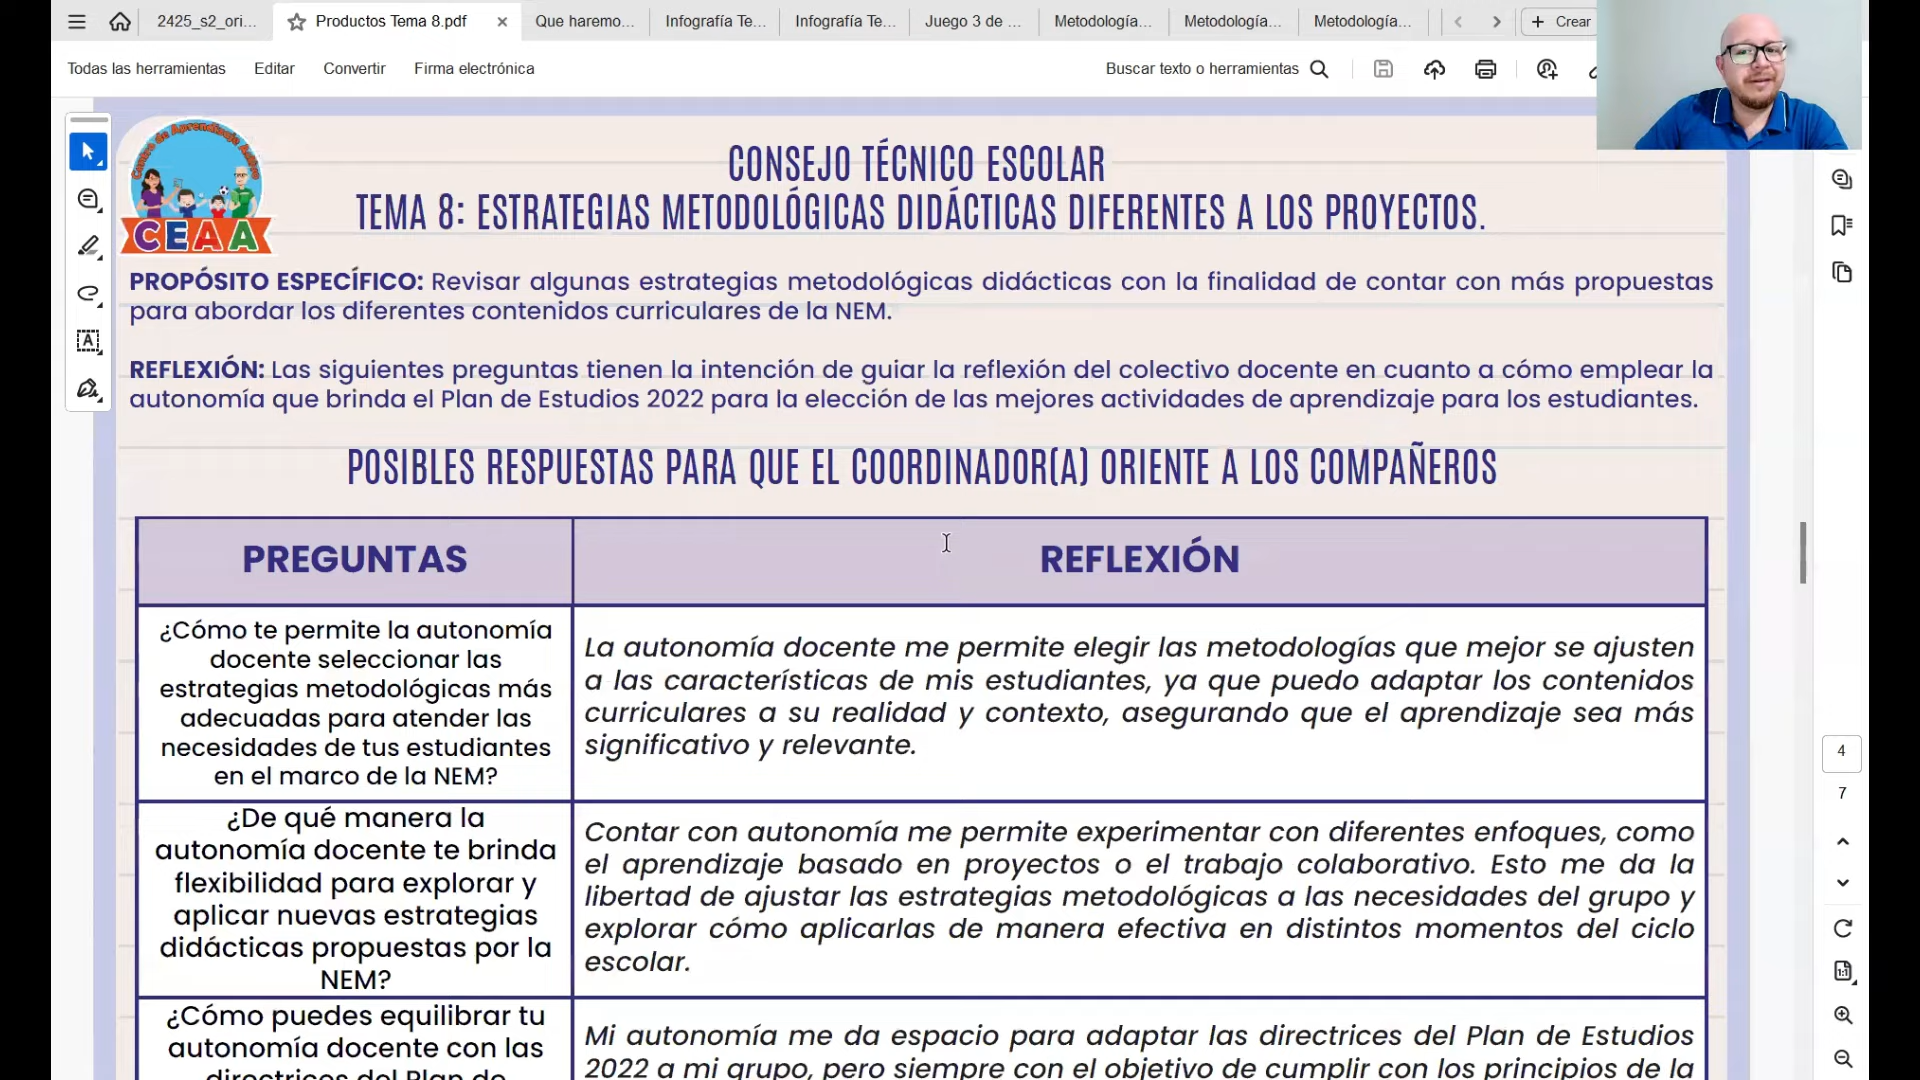 2425_s2_ori...
Productos Tema 8.pdf
Que haremo...
Infografía Te...
Infografía Te...
Juego 3 de ...
Metodología...
Metodología...
Metodología...
Crear
Todas las herramientas
Editar
Convertir
Firma electrónica
Buscar texto o herramientas
Centro de Aprendizaje Activo
CEAA
CONSEJO TÉCNICO ESCOLAR
TEMA 8: ESTRATEGIAS METODOLÓGICAS DIDÁCTICAS DIFERENTES A LOS PROYECTOS.
PROPÓSITO ESPECÍFICO: Revisar algunas estrategias metodológicas didácticas con la finalidad de contar con más propuestas
para abordar los diferentes contenidos curriculares de la NEM.
REFLEXIÓN: Las siguientes preguntas tienen la intención de guiar la reflexión del colectivo docente en cuanto a cómo emplear la
autonomía que brinda el Plan de Estudios 2022 para la elección de las mejores actividades de aprendizaje para los estudiantes.
POSIBLES RESPUESTAS PARA QUE EL COORDINADOR(A) ORIENTE A LOS COMPAÑEROS
PREGUNTAS
REFLEXIÓN
¿Cómo te permite la autonomía
docente seleccionar las
estrategias metodológicas más
adecuadas para atender las
necesidades de tus estudiantes
en el marco de la NEM?
La autonomía docente me permite elegir las metodologías que mejor se ajusten
a las características de mis estudiantes, ya que puedo adaptar los contenidos
curriculares a su realidad y contexto, asegurando que el aprendizaje sea más
significativo y relevante.
¿De qué manera la
autonomía docente te brinda
flexibilidad para explorar y
aplicar nuevas estrategias
didácticas propuestas por la
NEM?
Contar con autonomía me permite experimentar con diferentes enfoques, como
el aprendizaje basado en proyectos o el trabajo colaborativo. Esto me da la
libertad de ajustar las estrategias metodológicas a las necesidades del grupo y
explorar cómo aplicarlas de manera efectiva en distintos momentos del ciclo
escolar.
¿Cómo puedes equilibrar tu
autonomía docente con las
directrices del Plan de
Mi autonomía me da espacio para adaptar las directrices del Plan de Estudios
2022 a mi grupo, pero siempre con el objetivo de cumplir con los principios de la
4
7